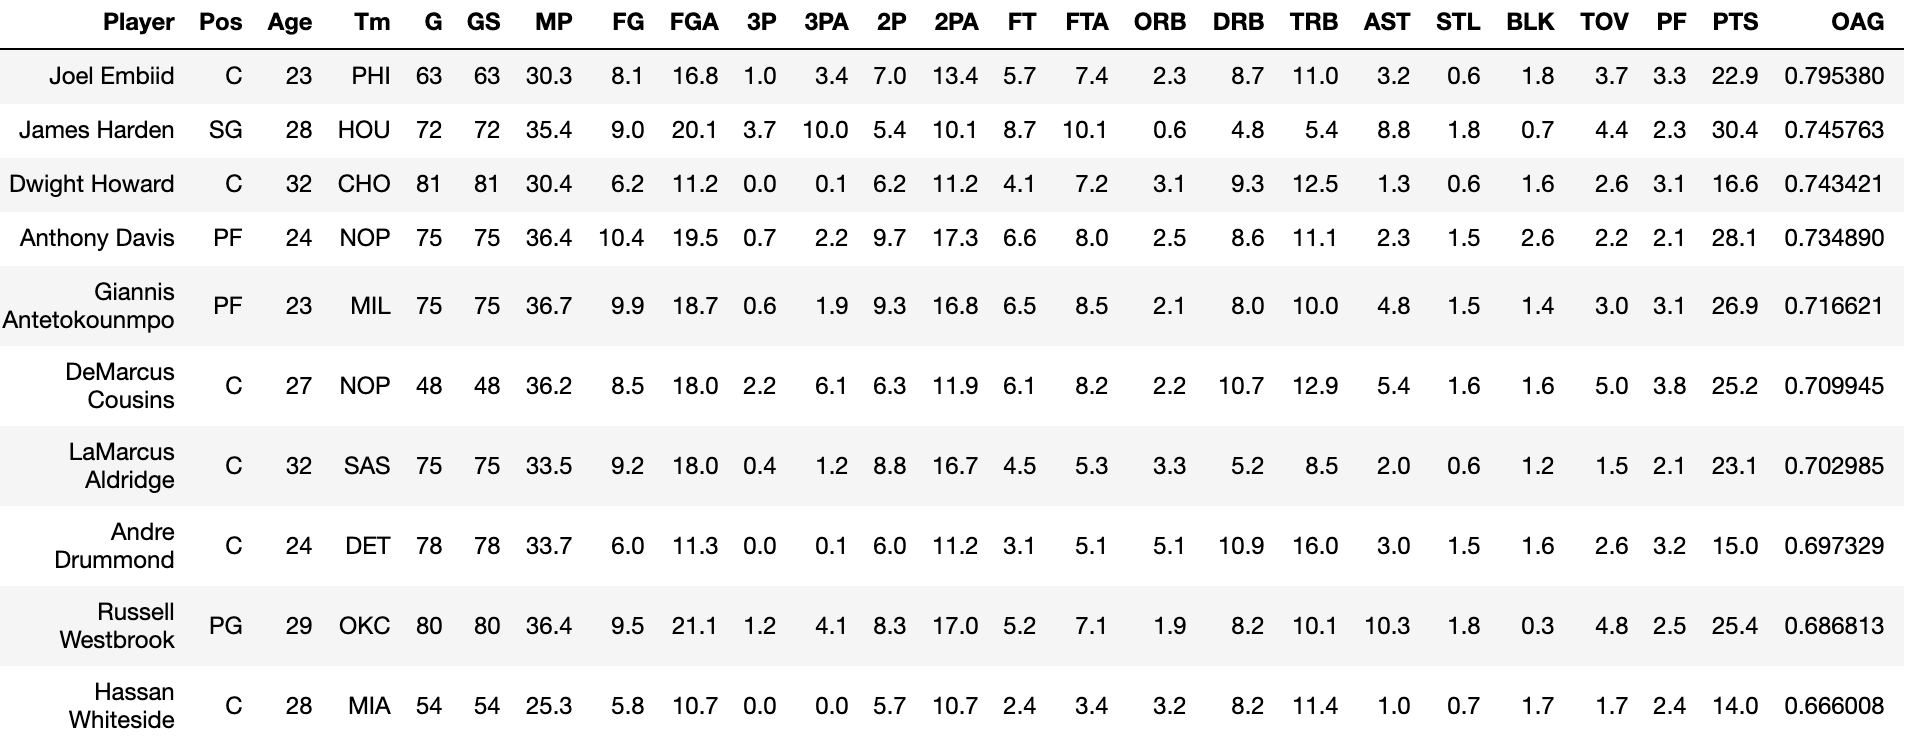 Player Pos Age Tm G GS MP FG FGA 3P 3PA 2P 2PA FT FTA ORB DRB TRB AST STL BLK TOV PF PTS OAG
Joel Embiid C 23 PHI 63 63 30.3 8.1 16.8 1.0 3.4 7.0 13.4 5.7 7.4 2.3 8.7 11.0 3.2 0.6 1.8 3.7 3.3 22.9 0.795380
James Harden SG 28 HOU 72 72 35.4 9.0 20.1 3.7 10.0 5.4 10.1 8.7 10.1 0.6 4.8 5.4 8.8 1.8 0.7 4.4 2.3 30.4 0.745763
Dwight Howard C 32 CHO 81 81 30.4 6.2 11.2 0.0 0.1 6.2 11.2 4.1 7.2 3.1 9.3 12.5 1.3 0.6 1.6 2.6 3.1 16.6 0.743421
Anthony Davis PF 24 NOP 75 75 36.4 10.4 19.5 0.7 2.2 9.7 17.3 6.6 8.0 2.5 8.6 11.1 2.3 1.5 2.6 2.2 2.1 28.1 0.734890
Giannis
Antetokounmpo PF 23 MIL 75 75 36.7 9.9 18.7 0.6 1.9 9.3 16.8 6.5 8.5 2.1 8.0 10.0 4.8 1.5 1.4 3.0 3.1 26.9 0.716621
DeMarcus
Cousins C 27 NOP 48 48 36.2 8.5 18.0 2.2 6.1 6.3 11.9 6.1 8.2 2.2 10.7 12.9 5.4 1.6 1.6 5.0 3.8 25.2 0.709945
LaMarcus
Aldridge C 32 SAS 75 75 33.5 9.2 18.0 0.4 1.2 8.8 16.7 4.5 5.3 3.3 5.2 8.5 2.0 0.6 1.2 1.5 2.1 23.1 0.702985
Andre
Drummond C 24 DET 78 78 33.7 6.0 11.3 0.0 0.1 6.0 11.2 3.1 5.1 5.1 10.9 16.0 3.0 1.5 1.6 2.6 3.2 15.0 0.697329
Russell
Westbrook PG 29 OKC 80 80 36.4 9.5 21.1 1.2 4.1 8.3 17.0 5.2 7.1 1.9 8.2 10.1 10.3 1.8 0.3 4.8 2.5 25.4 0.686813
Hassan
Whiteside C 28 MIA 54 54 25.3 5.8 10.7 0.0 0.0 5.7 10.7 2.4 3.4 3.2 8.2 11.4 1.0 0.7 1.7 1.7 2.4 14.0 0.666008